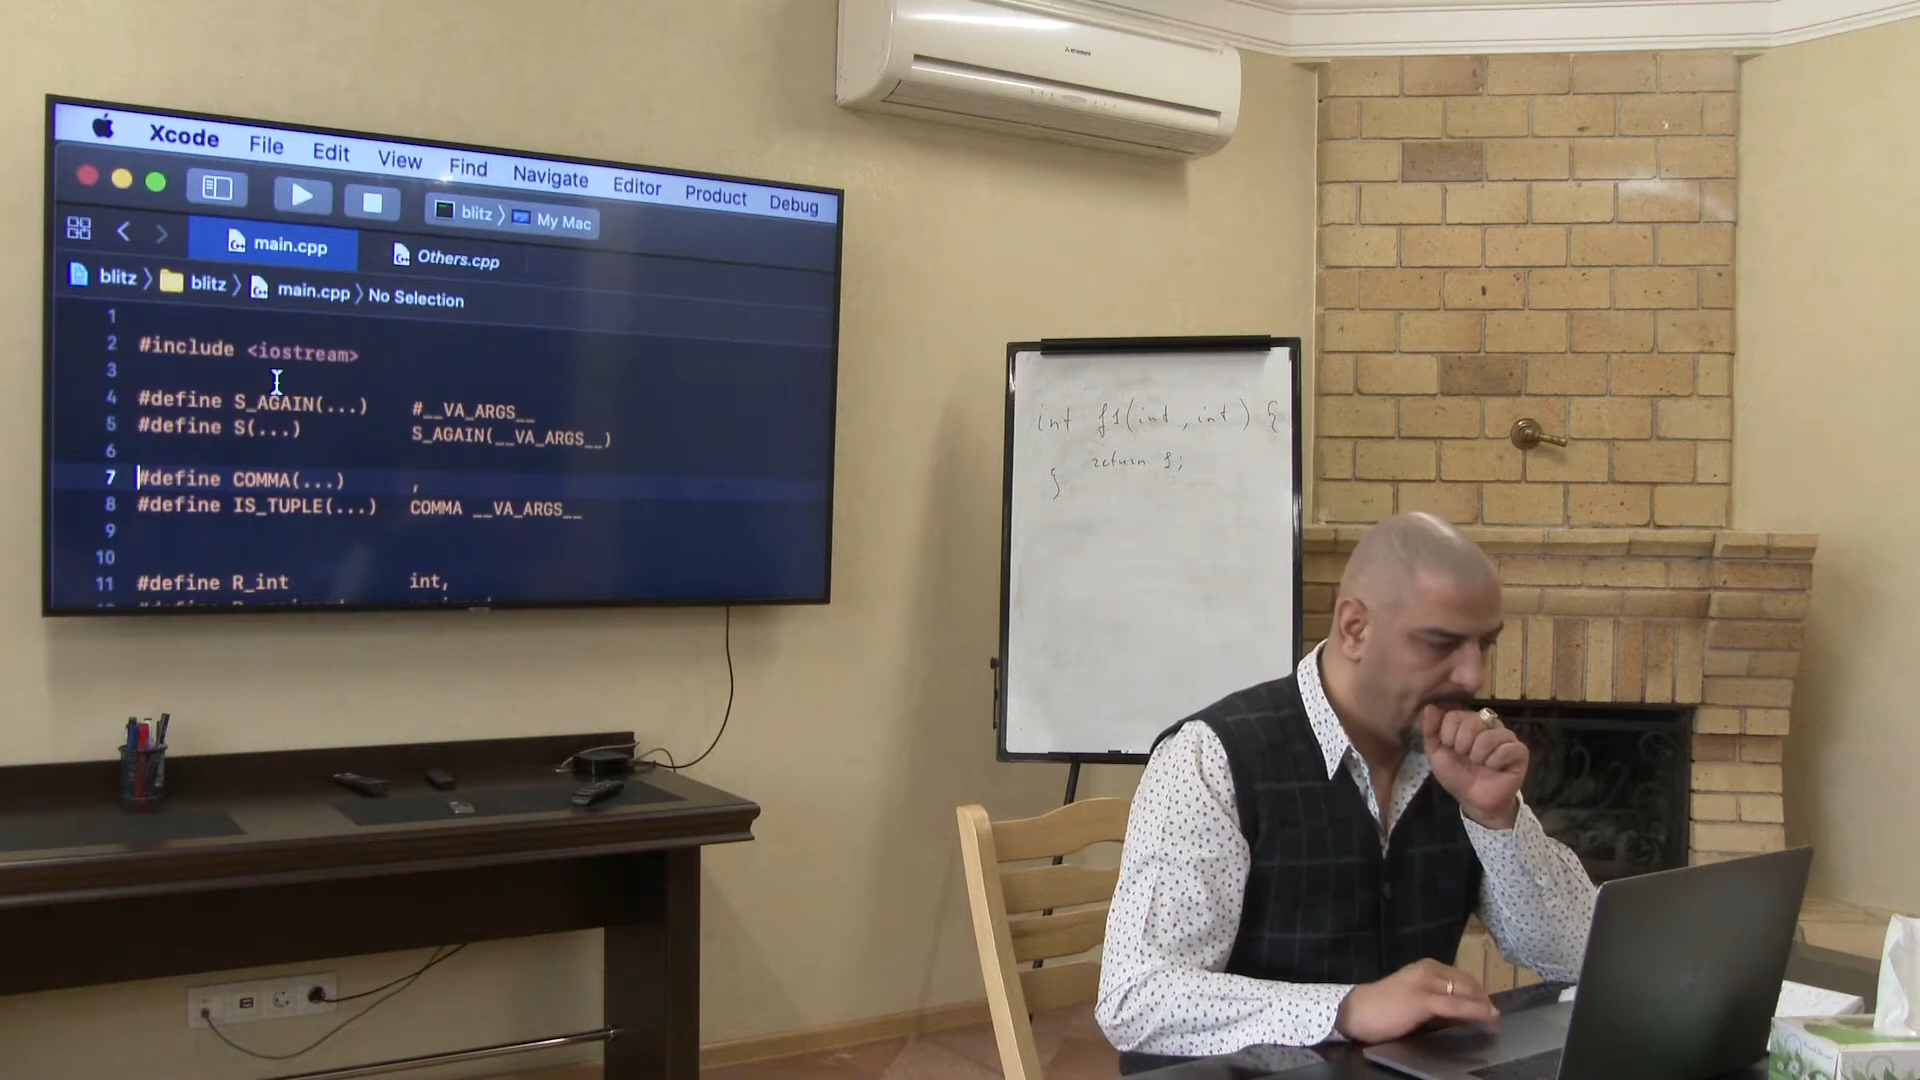 MITSUBISHI
Xcode File Edit View Find Navigate Editor Product Debug
blitz 〉 My Mac
main.cpp Others.cpp
blitz 〉 blitz 〉 main.cpp 〉 No Selection
1
2 #include <iostream>
3
4 #define S_AGAIN(...) #__VA_ARGS__
5 #define S(...) S_AGAIN(__VA_ARGS__)
6
7 #define COMMA(...) ,
8 #define IS_TUPLE(...) COMMA __VA_ARGS__
9
10
11 #define R_int int,
int f1(int, int) {
return 1;
}